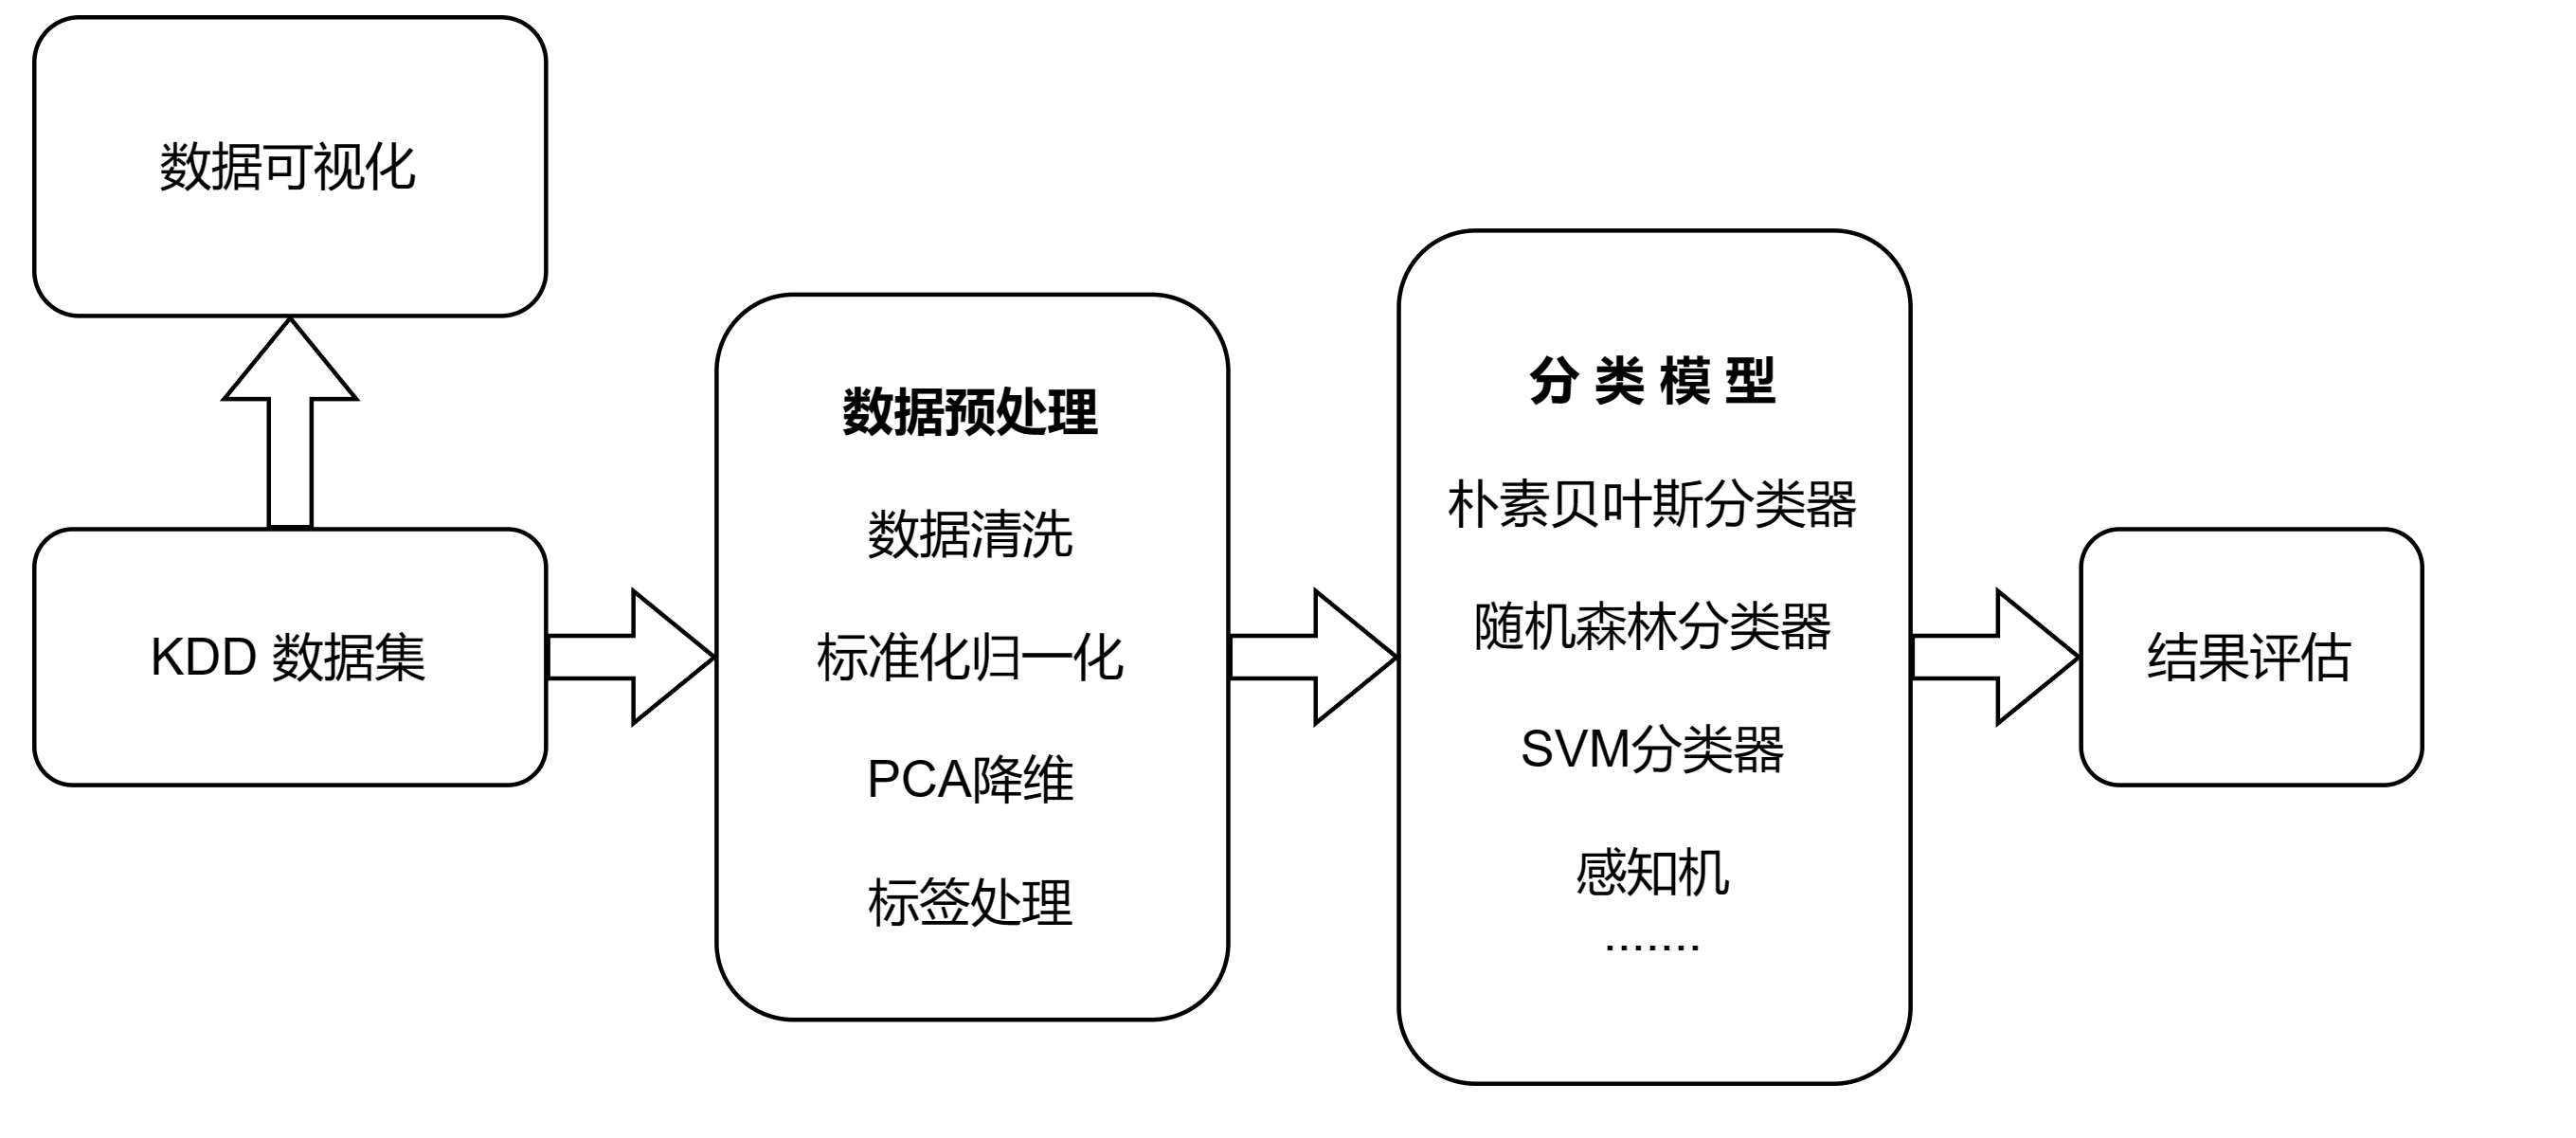 数据可视化
KDD 数据集
数据预处理
数据清洗
标准化归一化
PCA降维
标签处理
分 类 模 型
朴素贝叶斯分类器
随机森林分类器
SVM分类器
感知机
.......
结果评估